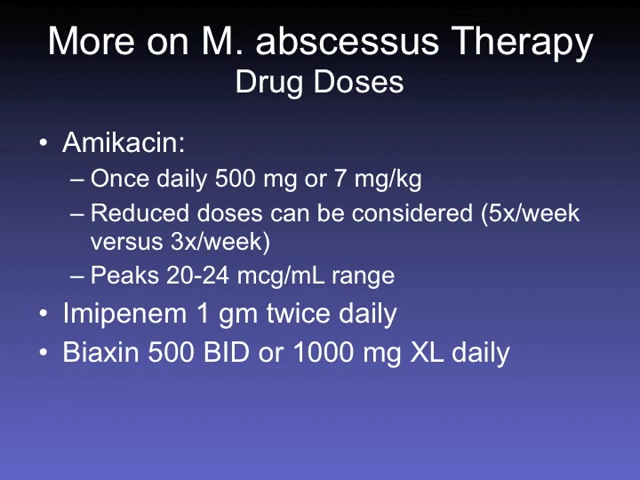 More on M. abscessus Therapy
Drug Doses
• Amikacin:
– Once daily 500 mg or 7 mg/kg
– Reduced doses can be considered (5x/week
versus 3x/week)
– Peaks 20-24 mcg/mL range
• Imipenem 1 gm twice daily
• Biaxin 500 BID or 1000 mg XL daily